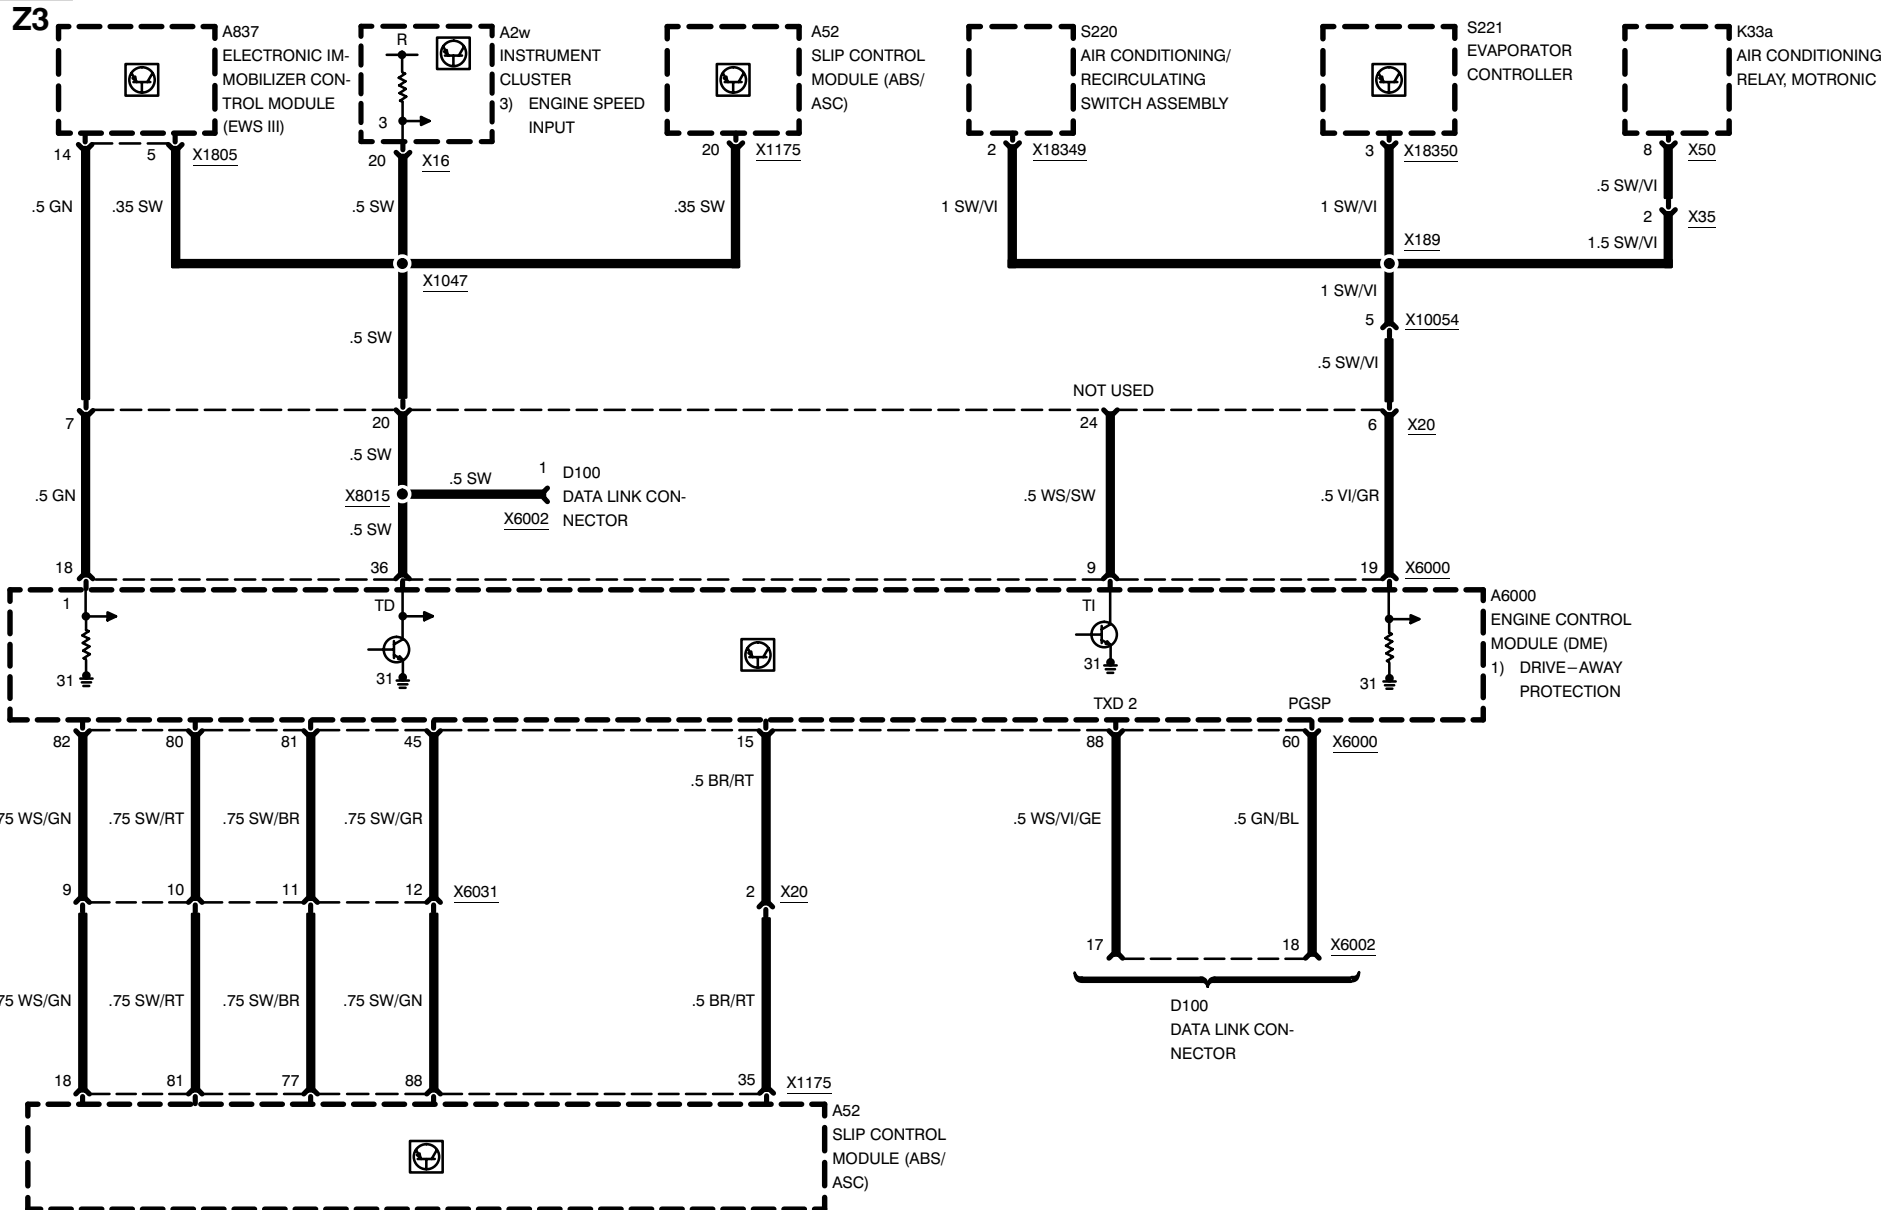 Z3
A837
ELECTRONIC IM-
MOBILIZER CON-
TROL MODULE
(EWS III)
R
3
A2w
INSTRUMENT
CLUSTER
3) ENGINE SPEED
INPUT
A52
SLIP CONTROL
MODULE (ABS/
ASC)
S220
AIR CONDITIONING/
RECIRCULATING
SWITCH ASSEMBLY
S221
EVAPORATOR
CONTROLLER
K33a
AIR CONDITIONING
RELAY, MOTRONIC
14 5 X1805
20 X16
20 X1175
2 X18349
3 X18350
8 X50
.5 SW/VI
.5 GN .35 SW .5 SW .35 SW 1 SW/VI 1 SW/VI
2 X35
1.5 SW/VI
X189
X1047
1 SW/VI
5 X10054
.5 SW
.5 SW/VI
NOT USED
7 20 24 6 X20
.5 SW
.5 SW
1 D100
DATA LINK CON-
NECTOR
X6002
.5 GN X8015 .5 WS/SW .5 VI/GR
.5 SW
18 36 9 19 X6000
1 TD TI
31 31 31 31
A6000
ENGINE CONTROL
MODULE (DME)
1) DRIVE–AWAY
PROTECTION
TXD 2 PGSP
82 80 81 45 15 88 60 X6000
.5 BR/RT
75 WS/GN .75 SW/RT .75 SW/BR .75 SW/GR .5 WS/VI/GE .5 GN/BL
9 10 11 12 X6031 2 X20
17 18 X6002
75 WS/GN .75 SW/RT .75 SW/BR .75 SW/GN .5 BR/RT
D100
DATA LINK CON-
NECTOR
18 81 77 88 35 X1175
A52
SLIP CONTROL
MODULE (ABS/
ASC)